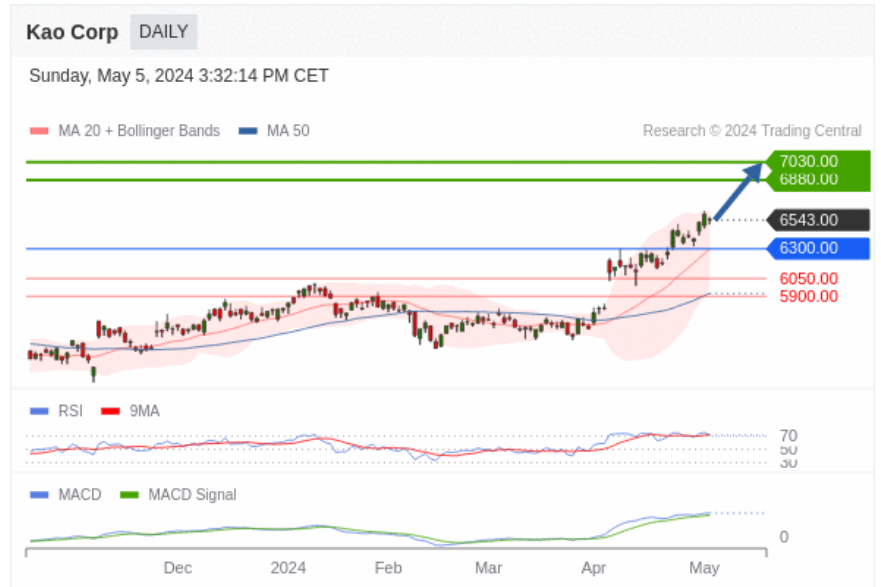 Kao Corp DAILY
Sunday, May 5, 2024 3:32:14 PM CET
MA 20 + Bollinger Bands MA 50 Research © 2024 Trading Central
7030.00
6880.00
6543.00
6300.00
6050.00
5900.00
RSI 9MA
70
50
30
MACD MACD Signal
0
Dec 2024 Feb Mar Apr May